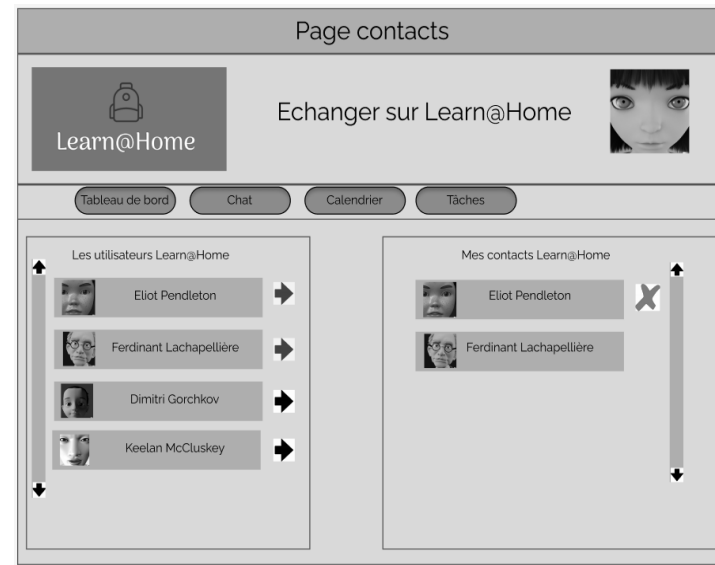 Page contacts
Learn@Home
Echanger sur Learn@Home
Tableau de bord
Chat
Calendrier
Tâches
Les utilisateurs Learn@Home
Eliot Pendleton
Ferdinant Lachapellière
Dimitri Gorchkov
Keelan McCluskey
Mes contacts Learn@Home
Eliot Pendleton
Ferdinant Lachapellière